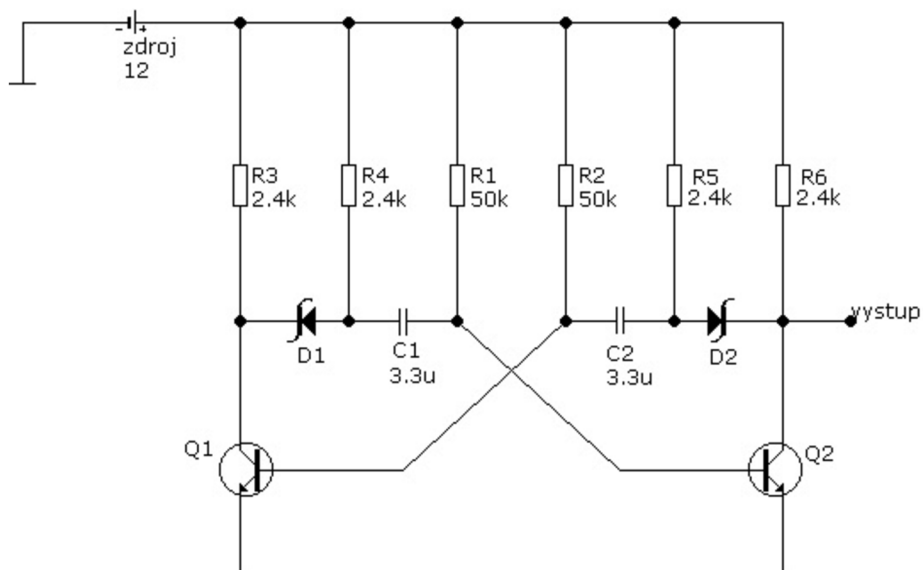 - +
zdroj
12
R3
2.4k
R4
2.4k
R1
50k
R2
50k
R5
2.4k
R6
2.4k
D1
C1
3.3u
C2
3.3u
D2
vystup
Q1
Q2